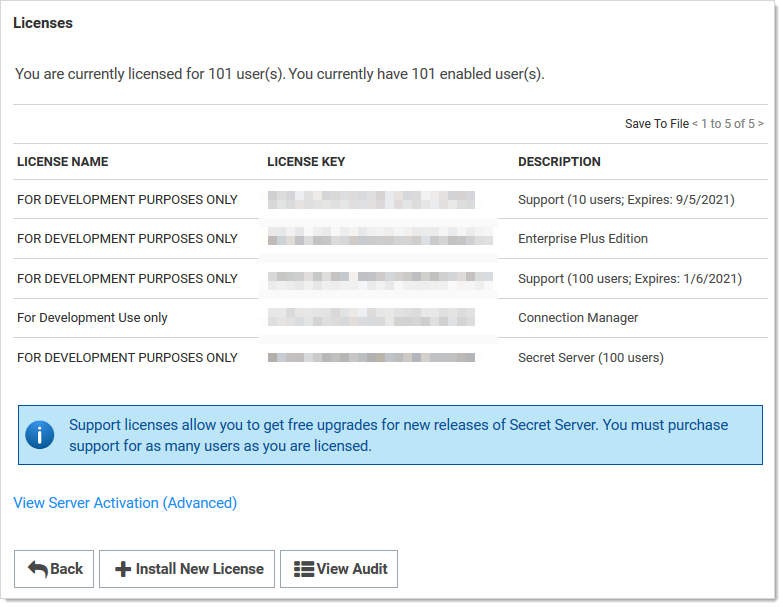 Licenses
You are currently licensed for 101 user(s). You currently have 101 enabled user(s).
Save To File < 1 to 5 of 5 >
LICENSE NAME LICENSE KEY DESCRIPTION
FOR DEVELOPMENT PURPOSES ONLY Support (10 users; Expires: 9/5/2021)
FOR DEVELOPMENT PURPOSES ONLY Enterprise Plus Edition
FOR DEVELOPMENT PURPOSES ONLY Support (100 users; Expires: 1/6/2021)
For Development Use only Connection Manager
FOR DEVELOPMENT PURPOSES ONLY Secret Server (100 users)
Support licenses allow you to get free upgrades for new releases of Secret Server. You must purchase
support for as many users as you are licensed.
View Server Activation (Advanced)
Back Install New License View Audit